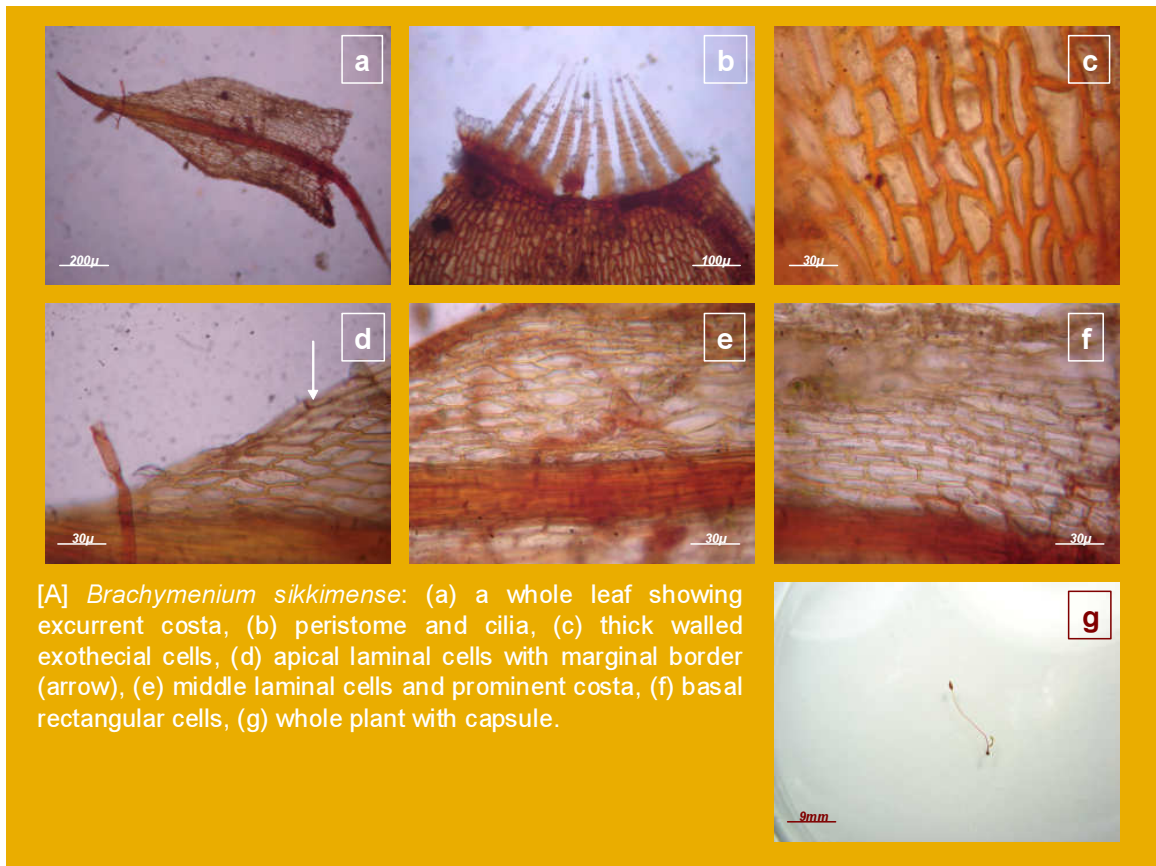 a
b
c
200μ
100μ
30μ
d
e
f
30μ
30μ
30μ
[A] Brachymenium sikkimense: (a) a whole leaf showing
excurrent costa, (b) peristome and cilia, (c) thick walled
exothecial cells, (d) apical laminal cells with marginal border
(arrow), (e) middle laminal cells and prominent costa, (f) basal
rectangular cells, (g) whole plant with capsule.
g
9mm